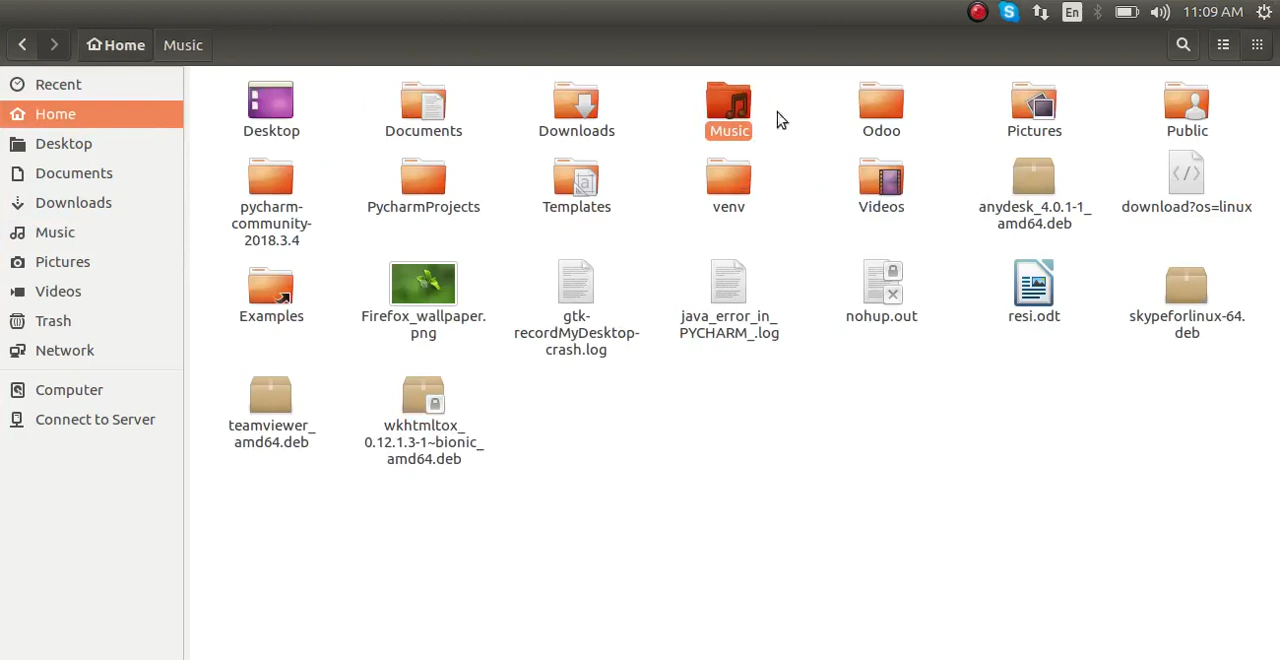 En
11:09 AM
Home
Music
Recent
Home
Desktop
Documents
Downloads
Music
Pictures
Videos
Trash
Network
Computer
Connect to Server
Desktop
Documents
Downloads
Music
Odoo
Pictures
Public
pycharm-
community-
2018.3.4
PycharmProjects
Templates
venv
Videos
anydesk_4.0.1-1_
amd64.deb
download?os=linux
Examples
Firefox_wallpaper.
png
gtk-
recordMyDesktop-
crash.log
java_error_in_
PYCHARM_.log
nohup.out
resi.odt
skypeforlinux-64.
deb
teamviewer_
amd64.deb
wkhtmltox_
0.12.1.3-1~bionic_
amd64.deb